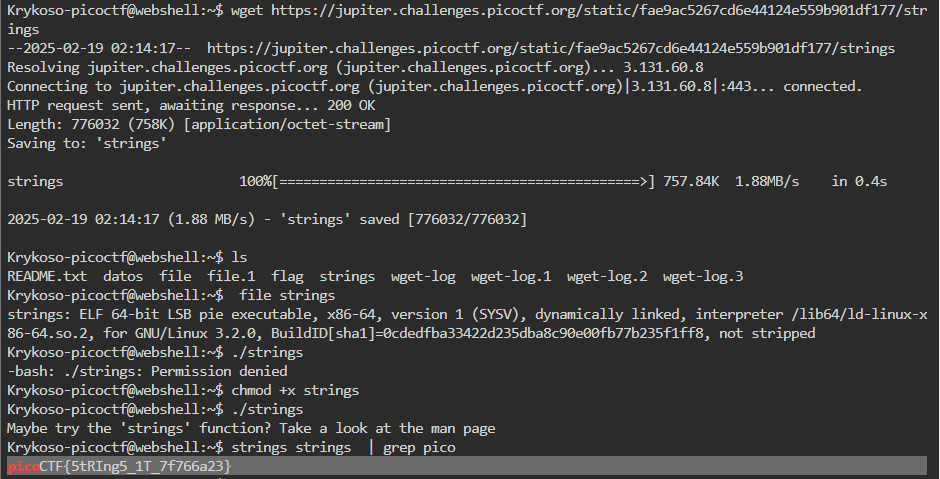 Krykoso-picoctf@webshell:~$ wget https://jupiter.challenges.picoctf.org/static/fae9ac5267cd6e44124e559b901df177/str
ings
--2025-02-19 02:14:17--  https://jupiter.challenges.picoctf.org/static/fae9ac5267cd6e44124e559b901df177/strings
Resolving jupiter.challenges.picoctf.org (jupiter.challenges.picoctf.org)... 3.131.60.8
Connecting to jupiter.challenges.picoctf.org (jupiter.challenges.picoctf.org)|3.131.60.8|:443... connected.
HTTP request sent, awaiting response... 200 OK
Length: 776032 (758K) [application/octet-stream]
Saving to: 'strings'
strings                      100%[=============================================>] 757.84K  1.88MB/s    in 0.4s
2025-02-19 02:14:17 (1.88 MB/s) - 'strings' saved [776032/776032]
Krykoso-picoctf@webshell:~$ ls
README.txt  datos  file  file.1  flag  strings  wget-log  wget-log.1  wget-log.2  wget-log.3
Krykoso-picoctf@webshell:~$  file strings
strings: ELF 64-bit LSB pie executable, x86-64, version 1 (SYSV), dynamically linked, interpreter /lib64/ld-linux-x
86-64.so.2, for GNU/Linux 3.2.0, BuildID[sha1]=0cdedfba33422d235dba8c90e00fb77b235f1ff8, not stripped
Krykoso-picoctf@webshell:~$ ./strings
-bash: ./strings: Permission denied
Krykoso-picoctf@webshell:~$ chmod +x strings
Krykoso-picoctf@webshell:~$ ./strings
Maybe try the 'strings' function? Take a look at the man page
Krykoso-picoctf@webshell:~$ strings strings  | grep pico
picoCTF{5tRIng5_1T_7f766a23}